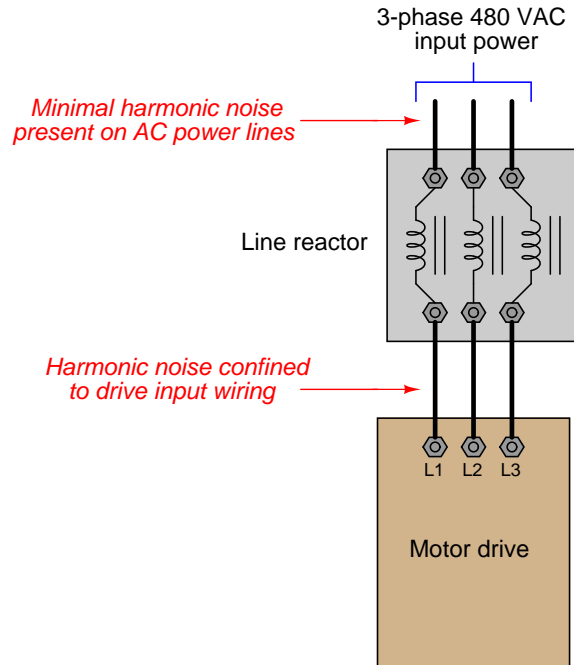 3-phase 480 VAC
input power
Minimal harmonic noise
present on AC power lines
Line reactor
Harmonic noise confined
to drive input wiring
L1 L2 L3
Motor drive